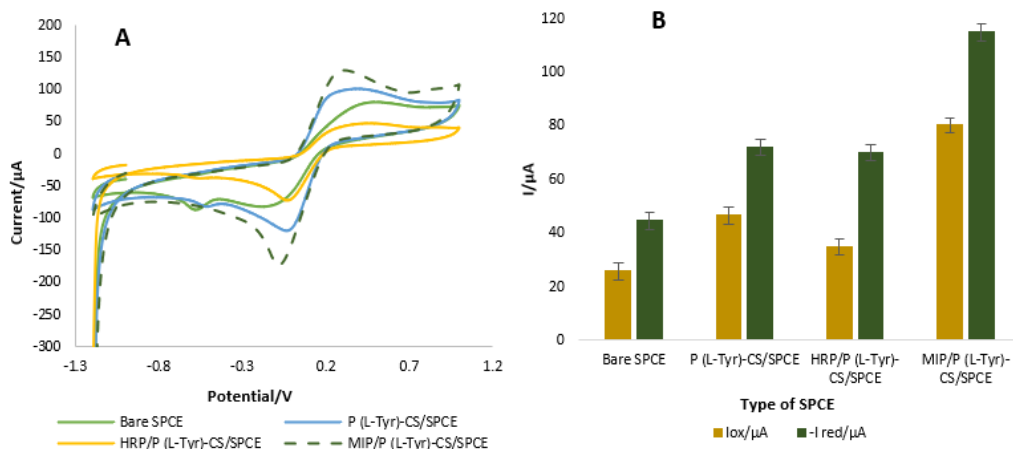 A
Current/µA
200
150
100
50
0
-50
-100
-150
-200
-250
-300
-1.3
-0.8
-0.3
0.2
0.7
1.2
Potential/V
Bare SPCE
P (L-Tyr)-CS/SPCE
HRP/P (L-Tyr)-CS/SPCE
MIP/P (L-Tyr)-CS/SPCE
B
I/µA
120
100
80
60
40
20
0
Bare SPCE
P (L-Tyr)-CS/SPCE
HRP/P (L-Tyr)-
CS/SPCE
MIP/P (L-Tyr)-
CS/SPCE
Type of SPCE
Iox/µA
-I red/µA